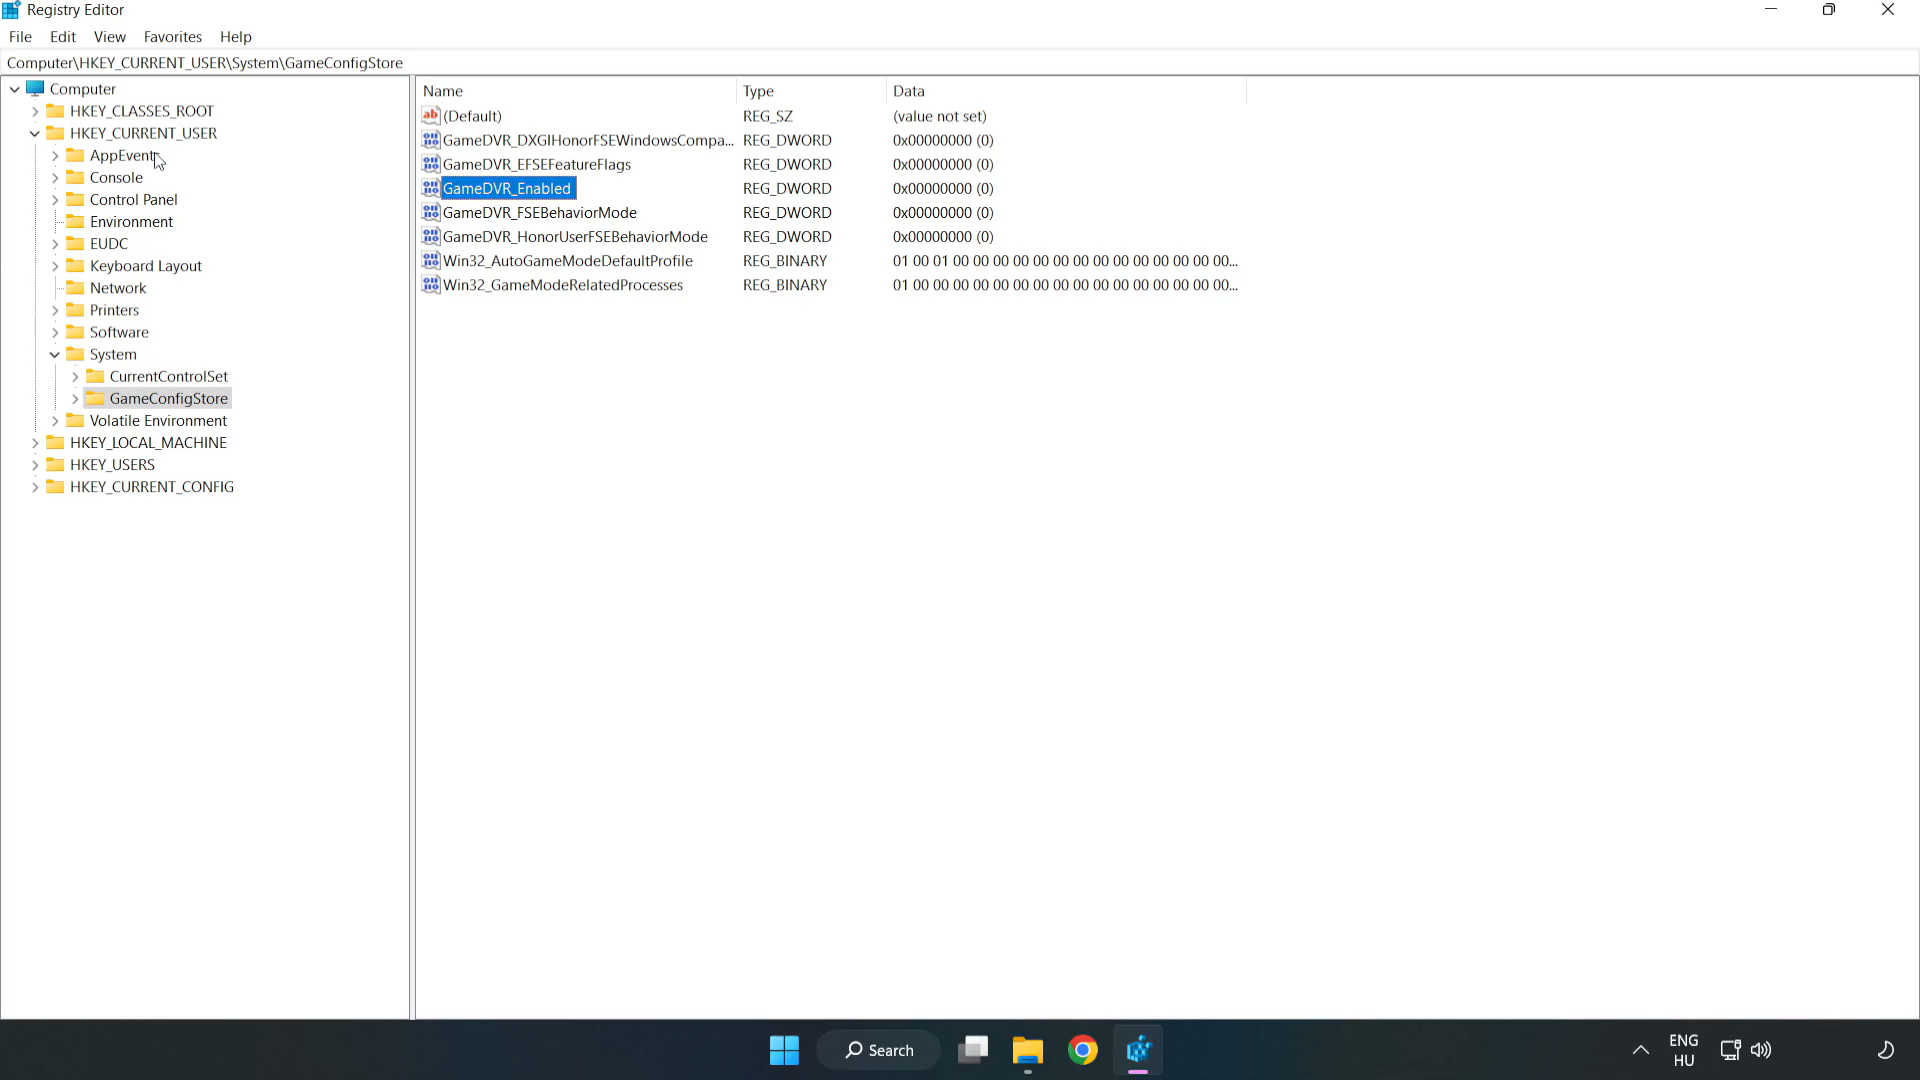 Registry Editor
File Edit View Favorites Help
Computer\HKEY_CURRENT_USER\System\GameConfigStore
Computer
HKEY_CLASSES_ROOT
HKEY_CURRENT_USER
AppEvents
Console
Control Panel
Environment
EUDC
Keyboard Layout
Network
Printers
Software
System
CurrentControlSet
GameConfigStore
Volatile Environment
HKEY_LOCAL_MACHINE
HKEY_USERS
HKEY_CURRENT_CONFIG
Name Type Data
(Default) REG_SZ (value not set)
GameDVR_DXGIHonorFSEWindowsCompa... REG_DWORD 0x00000000 (0)
GameDVR_EFSEFeatureFlags REG_DWORD 0x00000000 (0)
GameDVR_Enabled REG_DWORD 0x00000000 (0)
GameDVR_FSEBehaviorMode REG_DWORD 0x00000000 (0)
GameDVR_HonorUserFSEBehaviorMode REG_DWORD 0x00000000 (0)
Win32_AutoGameModeDefaultProfile REG_BINARY 01 00 01 00 00 00 00 00 00 00 00 00 00 00 00 00 00...
Win32_GameModeRelatedProcesses REG_BINARY 01 00 00 00 00 00 00 00 00 00 00 00 00 00 00 00 00...
Search
ENG
HU